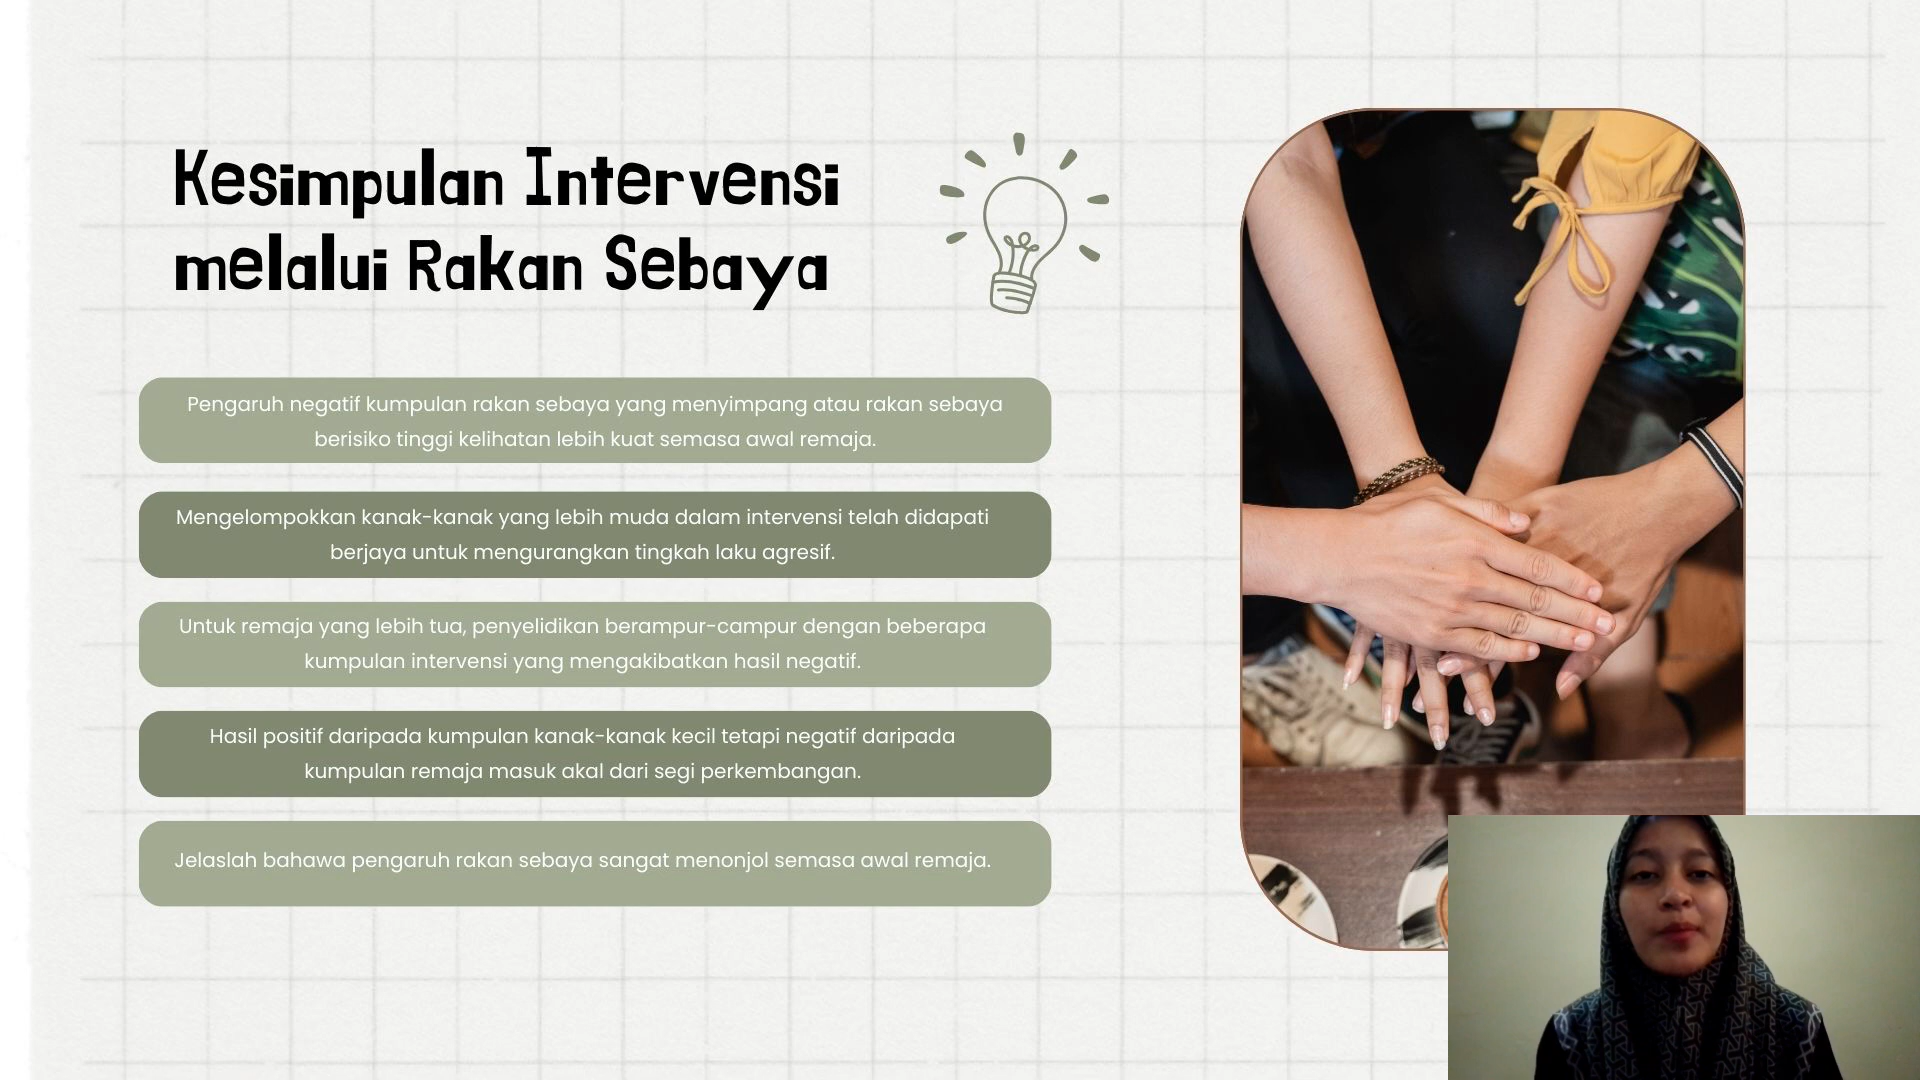 Kesimpulan Intervensi
melalui Rakan Sebaya
Pengaruh negatif kumpulan rakan sebaya yang menyimpang atau rakan sebaya
berisiko tinggi kelihatan lebih kuat semasa awal remaja.
Mengelompokkan kanak-kanak yang lebih muda dalam intervensi telah didapati
berjaya untuk mengurangkan tingkah laku agresif.
Untuk remaja yang lebih tua, penyelidikan berampur-campur dengan beberapa
kumpulan intervensi yang mengakibatkan hasil negatif.
Hasil positif daripada kumpulan kanak-kanak kecil tetapi negatif daripada
kumpulan remaja masuk akal dari segi perkembangan.
Jelaslah bahawa pengaruh rakan sebaya sangat menonjol semasa awal remaja.